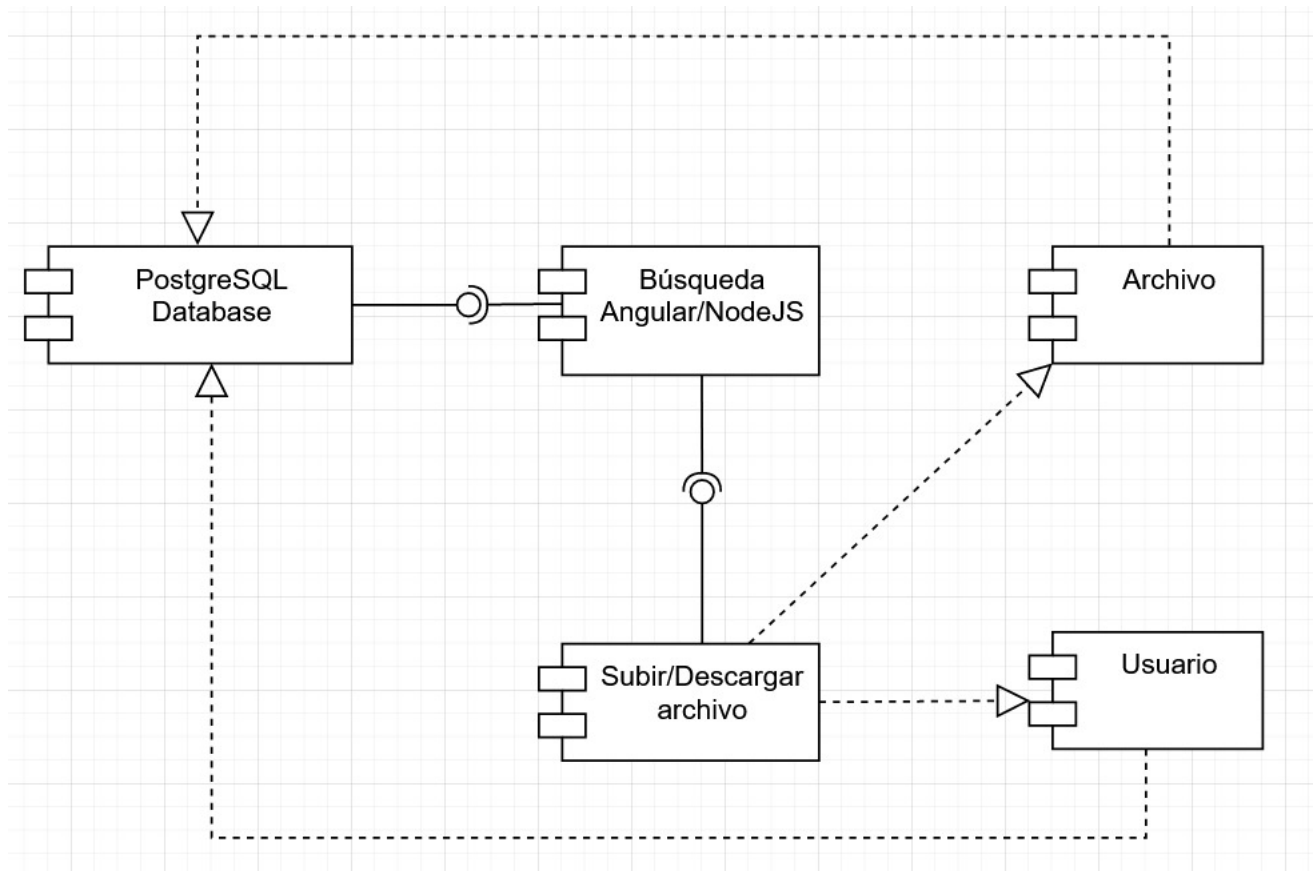 PostgreSQL
Database
Búsqueda
Angular/NodeJS
Archivo
Subir/Descargar
archivo
Usuario